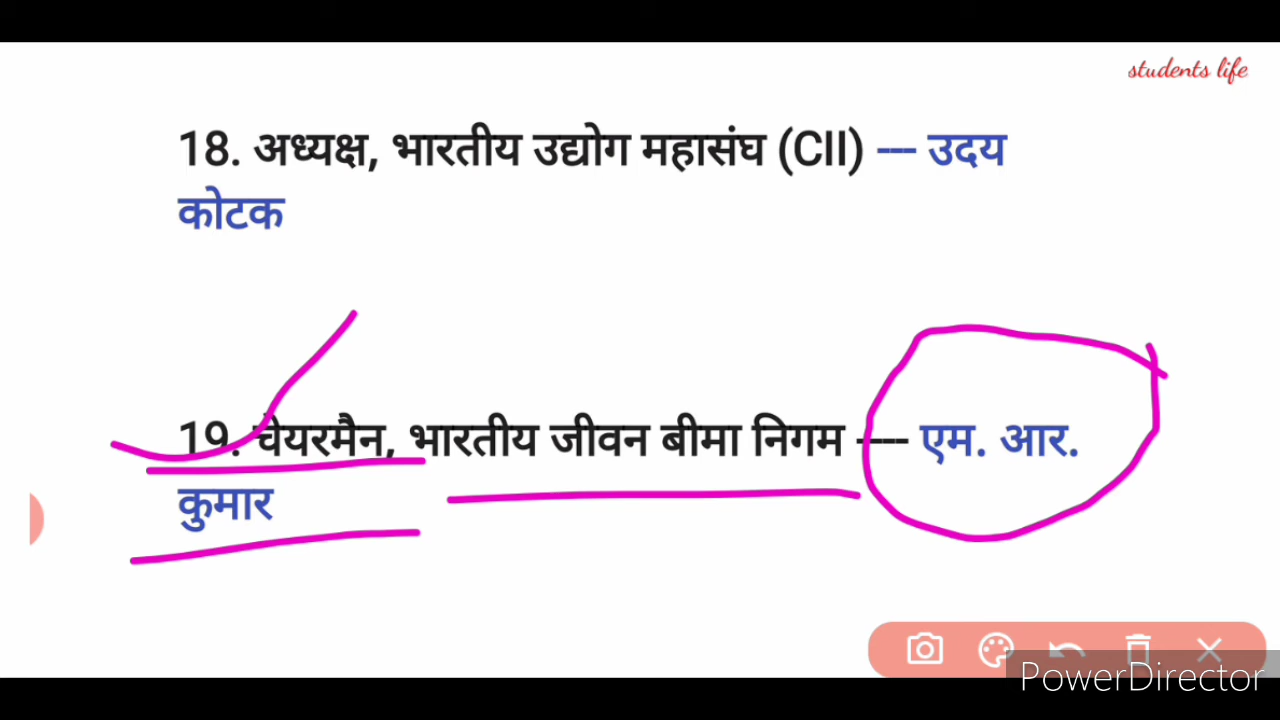 students life
18. अध्यक्ष, भारतीय उद्योग महासंघ (CII) --- उदय
कोटक
19. चेयरमैन, भारतीय जीवन बीमा निगम ---- एम. आर.
कुमार
PowerDirector